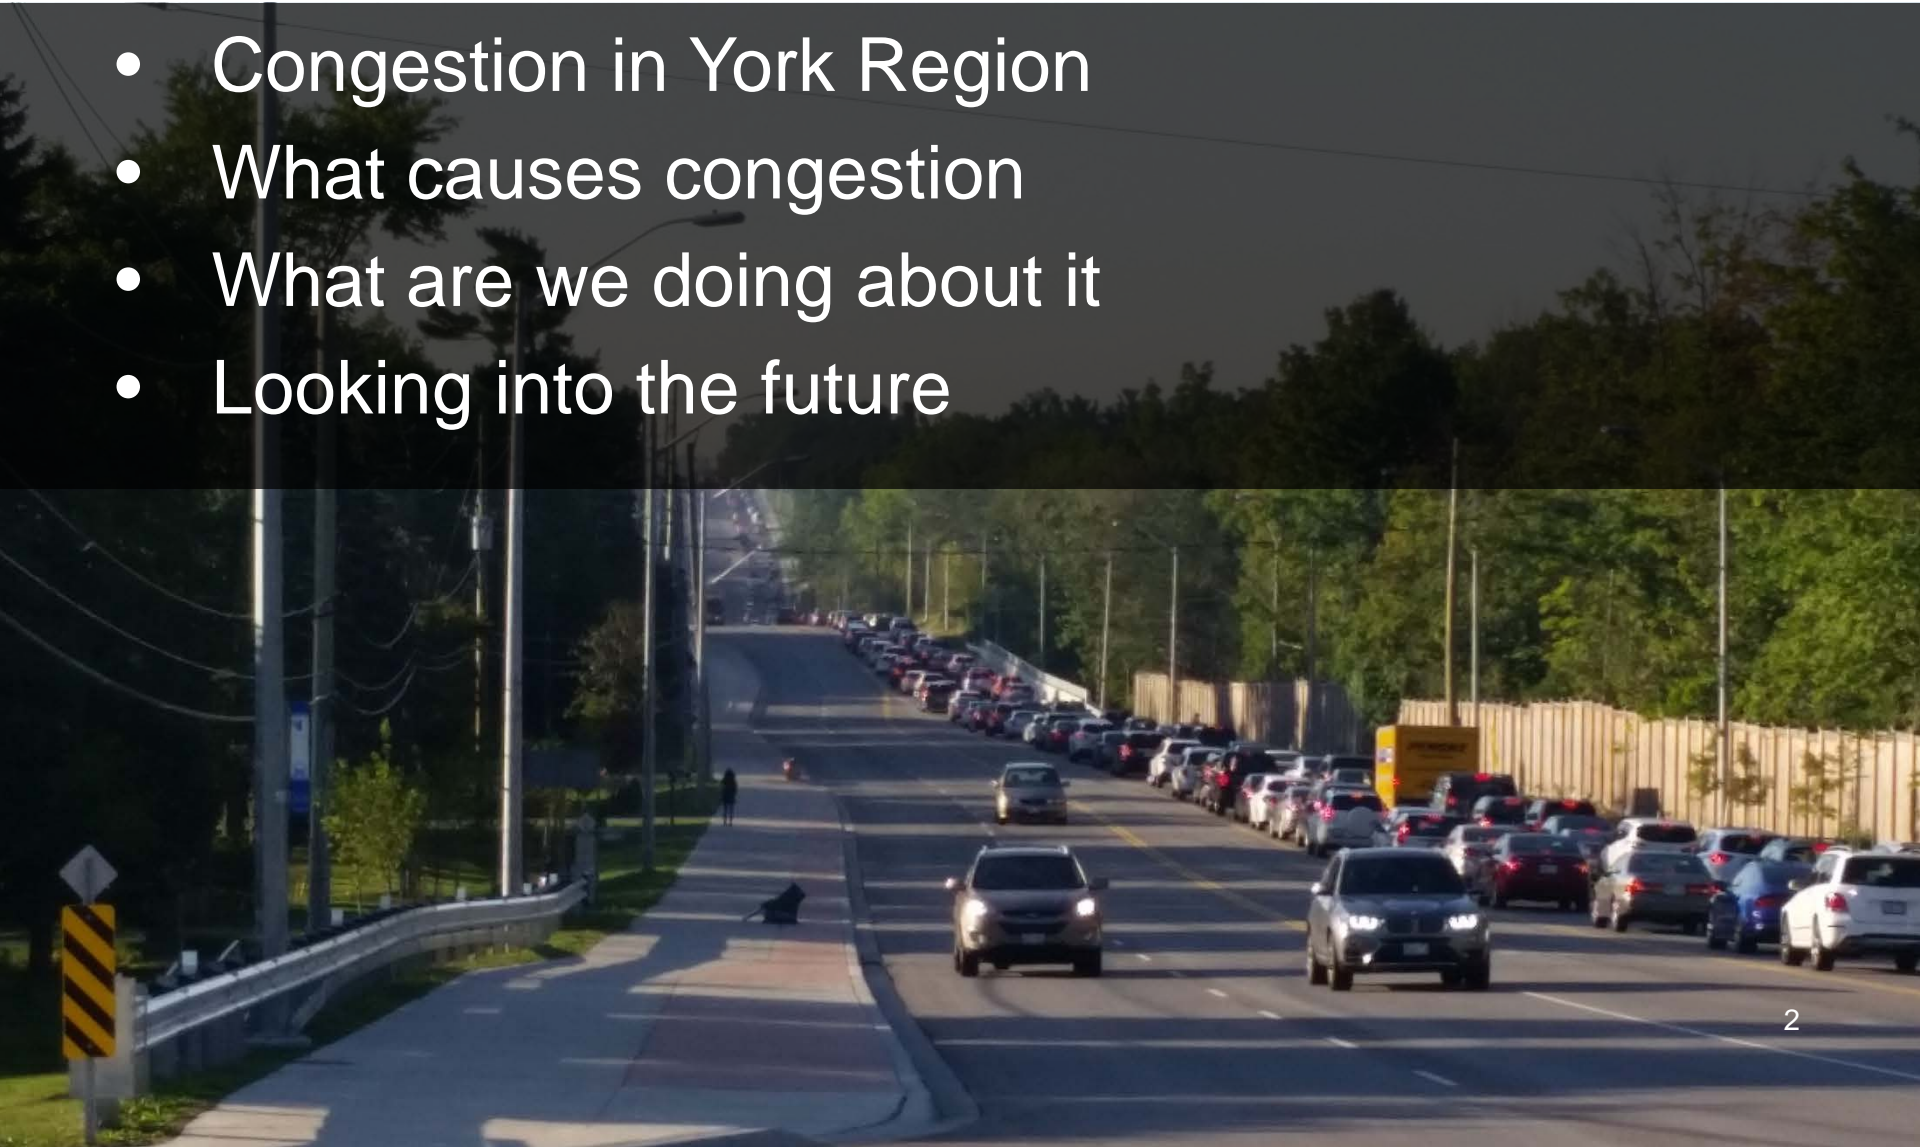 • Congestion in York Region
• What causes congestion
• What are we doing about it
• Looking into the future
2